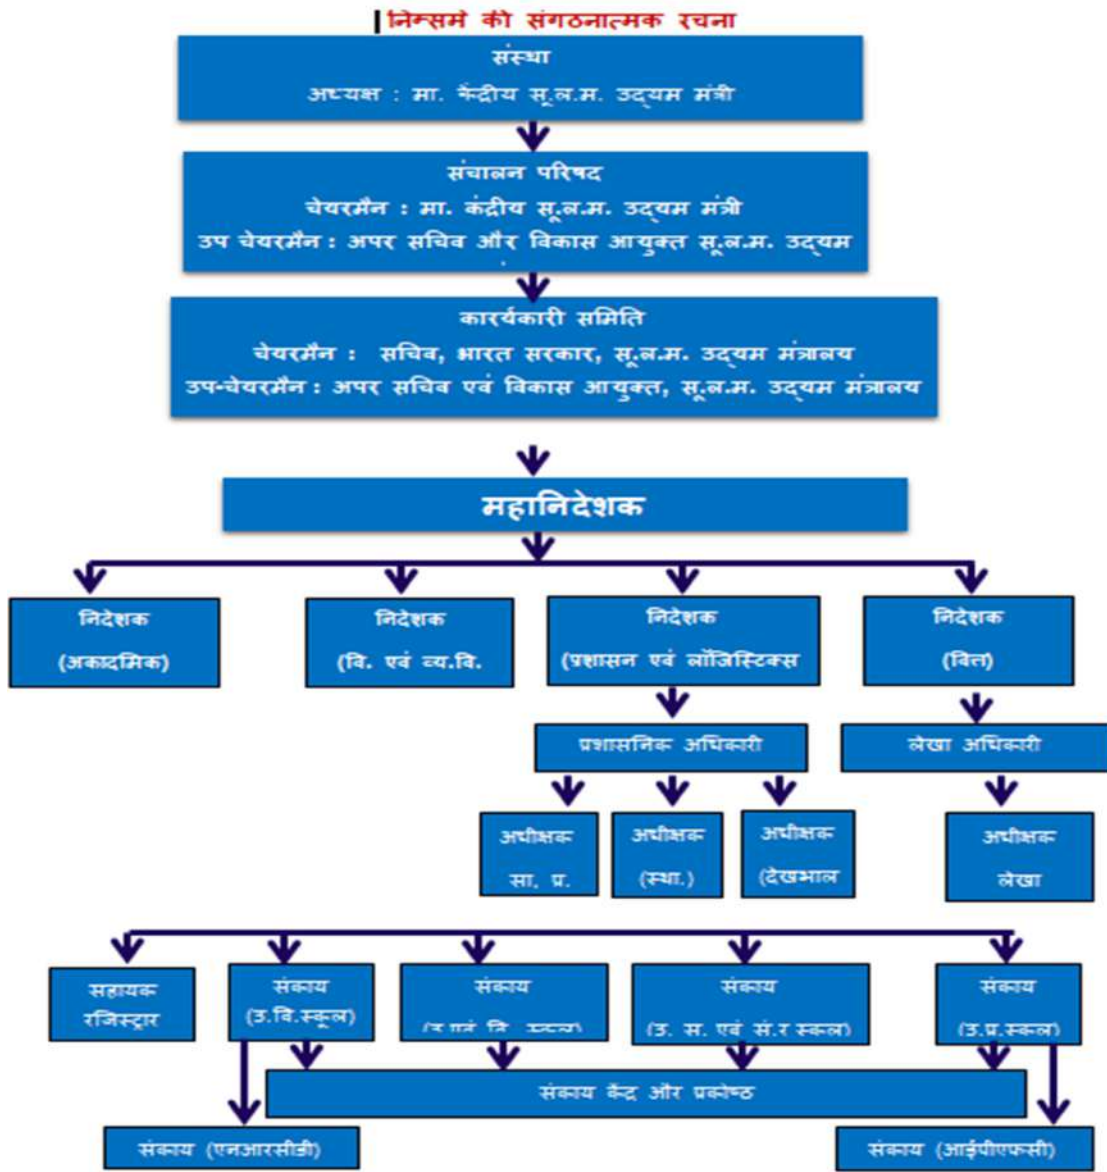 निम्समे की संगठनात्मक रचना
संस्था
अध्यक्ष : मा. केंद्रीय सू.ल.म. उद्यम मंत्री
संचालन परिषद
चेयरमैन : मा. कंद्रीय सू.ल.म. उद्यम मंत्री
उप चेयरमैन : अपर सचिव और विकास आयुक्त सू.ल.म. उद्यम
कार्यकारी समिति
चेयरमैन : सचिव, भारत सरकार, सू.ल.म. उद्यम मंत्रालय
उप-चेयरमैन : अपर सचिव एवं विकास आयुक्त, सू.ल.म. उद्यम मंत्रालय
महानिदेशक
निदेशक
(अकादमिक)
निदेशक
(वि. एवं व्य.वि.
निदेशक
(प्रशासन एवं लॉजिस्टिक्स
निदेशक
(वित्त)
प्रशासनिक अधिकारी
लेखा अधिकारी
अधीक्षक
सा. प्र.
अधीक्षक
(स्था.)
अधीक्षक
(देखभाल
अधीक्षक
लेखा
सहायक
रजिस्ट्रार
संकाय
(उ.वि.स्कूल)
संकाय
संकाय
(उ. स. एवं सं.र स्कूल)
संकाय
(उ.प्र.स्कूल)
संकाय केंद्र और प्रकोष्ठ
संकाय (एनआरसीडी)
संकाय (आईपीएफसी)